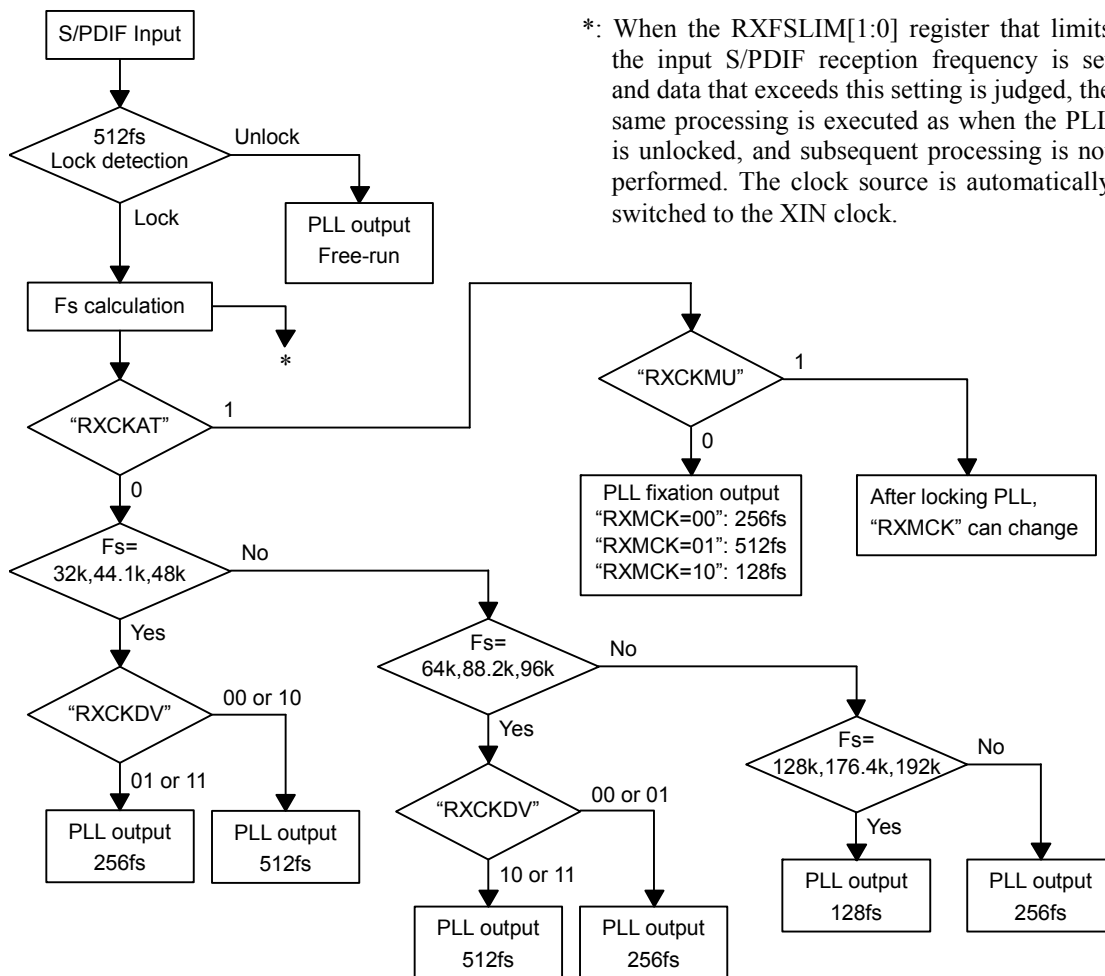 S/PDIF Input
*: When the RXFSLIM[1:0] register that limits
the input S/PDIF reception frequency is se
and data that exceeds this setting is judged, the
same processing is executed as when the PLL
is unlocked, and subsequent processing is no
performed. The clock source is automatically
switched to the XIN clock.
512fs
Lock detection
Unlock
Lock
PLL output
Free-run
Fs calculation
*
“RXCKAT”
1
0
“RXCKMU”
1
0
PLL fixation output
“RXMCK=00”: 256fs
“RXMCK=01”: 512fs
“RXMCK=10”: 128fs
After locking PLL,
“RXMCK” can change
Fs=
32k,44.1k,48k
No
Yes
Fs=
64k,88.2k,96k
No
Yes
“RXCKDV”
00 or 10
01 or 11
PLL output
256fs
PLL output
512fs
Fs=
128k,176.4k,192k
No
Yes
“RXCKDV”
00 or 01
10 or 11
PLL output
512fs
PLL output
256fs
PLL output
128fs
PLL output
256fs